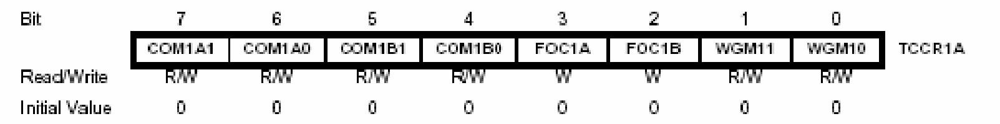 Bit 7 6 5 4 3 2 1 0
COM1A1 COM1A0 COM1B1 COM1B0 FOC1A FOC1B WGM11 WGM10 TCCR1A
Read/Write R/W R/W R/W R/W W W R/W R/W
Initial Value 0 0 0 0 0 0 0 0